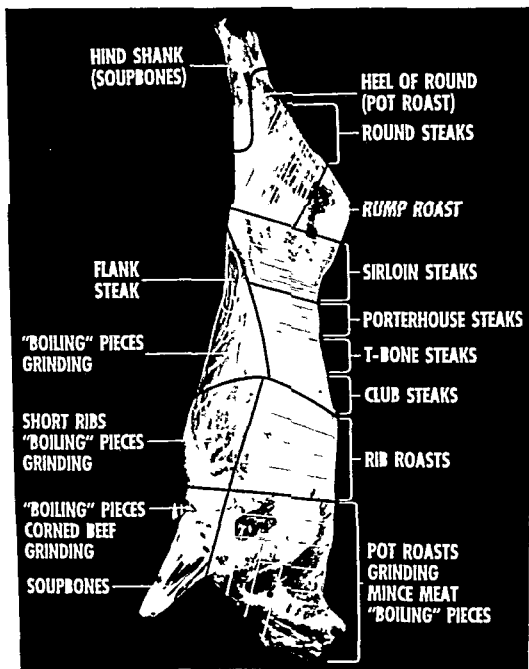 HIND SHANK
(SOUPBONES)
HEEL OF ROUND
(POT ROAST)
ROUND STEAKS
RUMP ROAST
FLANK
STEAK
SIRLOIN STEAKS
PORTERHOUSE STEAKS
"BOILING" PIECES
GRINDING
T-BONE STEAKS
CLUB STEAKS
SHORT RIBS
"BOILING" PIECES
GRINDING
RIB ROASTS
"BOILING" PIECES
CORNED BEEF
GRINDING
SOUPBONES
POT ROASTS
GRINDING
MINCE MEAT
"BOILING" PIECES